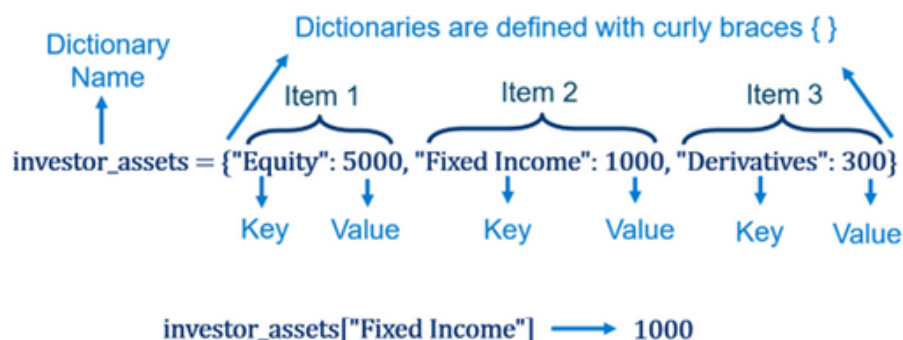 Dictionary
Name
Dictionaries are defined with curly braces { }
Item 1
Item 2
Item 3
investor_assets = {"Equity": 5000, "Fixed Income": 1000, "Derivatives": 300}
Key
Value
Key
Value
Key
Value
investor_assets["Fixed Income"] 1000